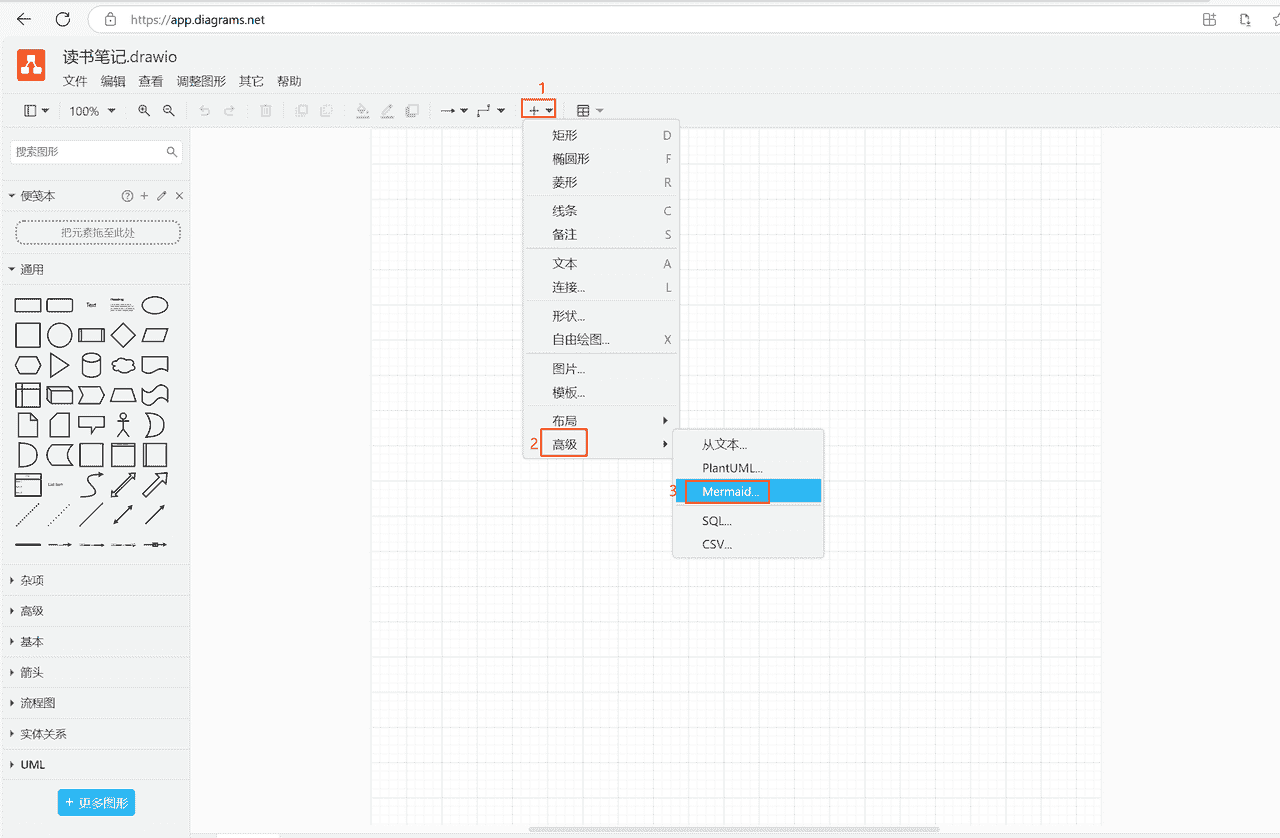 https://app.diagrams.net
读书笔记.drawio
文件 编辑 查看 调整图形 其它 帮助
1
100%
矩形 D
椭圆形 F
菱形 R
线条 C
备注 S
文本 A
连接... L
形状...
自由绘图... X
图片...
模板...
布局
2 高级
从文本...
PlantUML...
3 Mermaid...
SQL...
CSV...
搜索图形
便笺本
把元素拖至此处
通用
Text
Heading
List Item
杂项
高级
基本
箭头
流程图
实体关系
UML
+ 更多图形